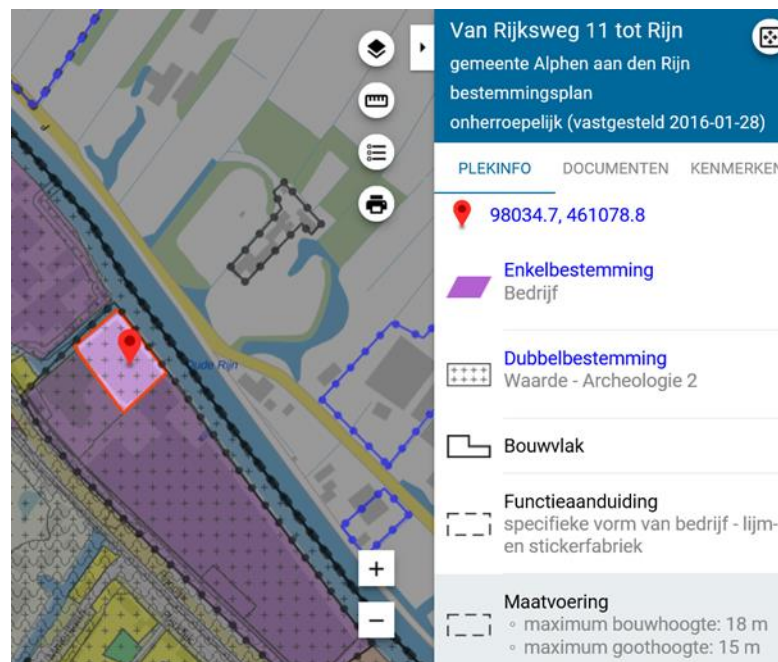 Van Rijksweg 11 tot Rijn
gemeente Alphen aan den Rijn
bestemmingsplan
onherroepelijk (vastgesteld 2016-01-28)
PLEKINFO DOCUMENTEN KENMERKEN
98034.7, 461078.8
Enkelbestemming
Bedrijf
Dubbelbestemming
Waarde - Archeologie 2
Bouwvlak
Functieaanduiding
specifieke vorm van bedrijf - lijm-
en stickerfabriek
Maatvoering
◦ maximum bouwhoogte: 18 m
◦ maximum goothoogte: 15 m
Oude Rijn
+
−